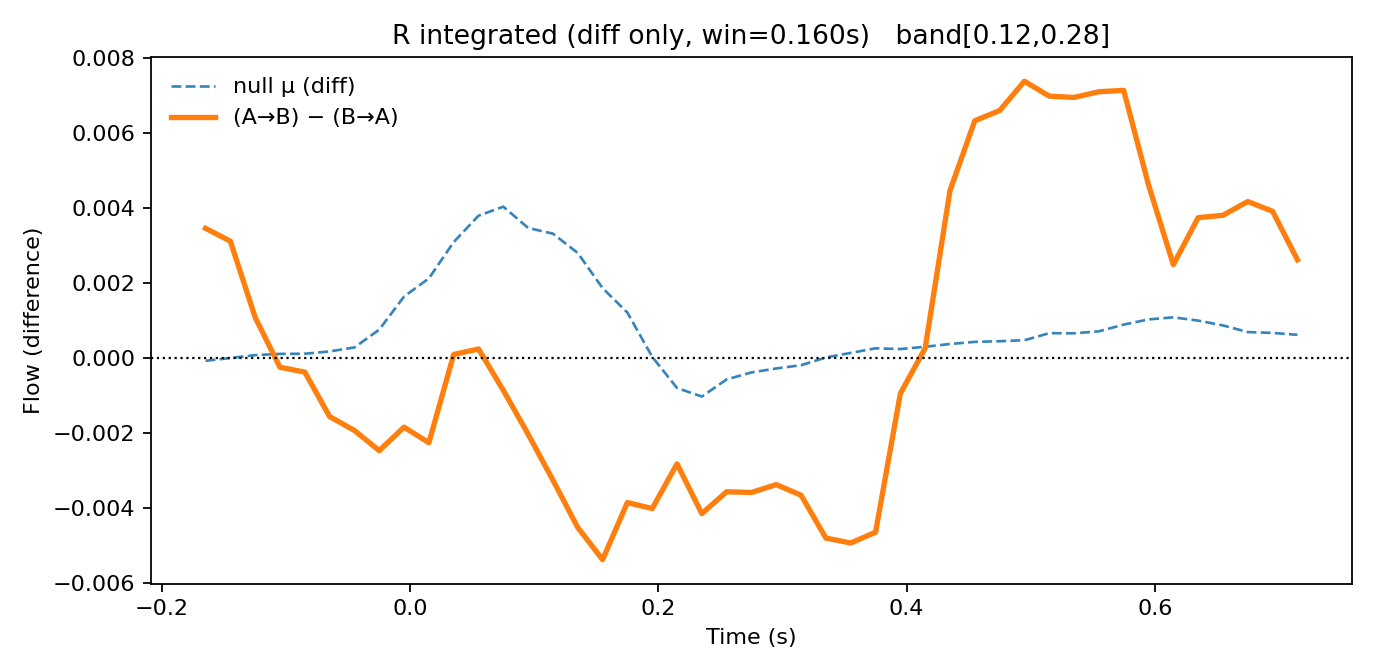 R integrated (diff only, win=0.160s)   band[0.12,0.28]
null μ (diff)
(A→B) − (B→A)
Flow (difference)
0.008
0.006
0.004
0.002
0.000
−0.002
−0.004
−0.006
−0.2 0.0 0.2 0.4 0.6
Time (s)